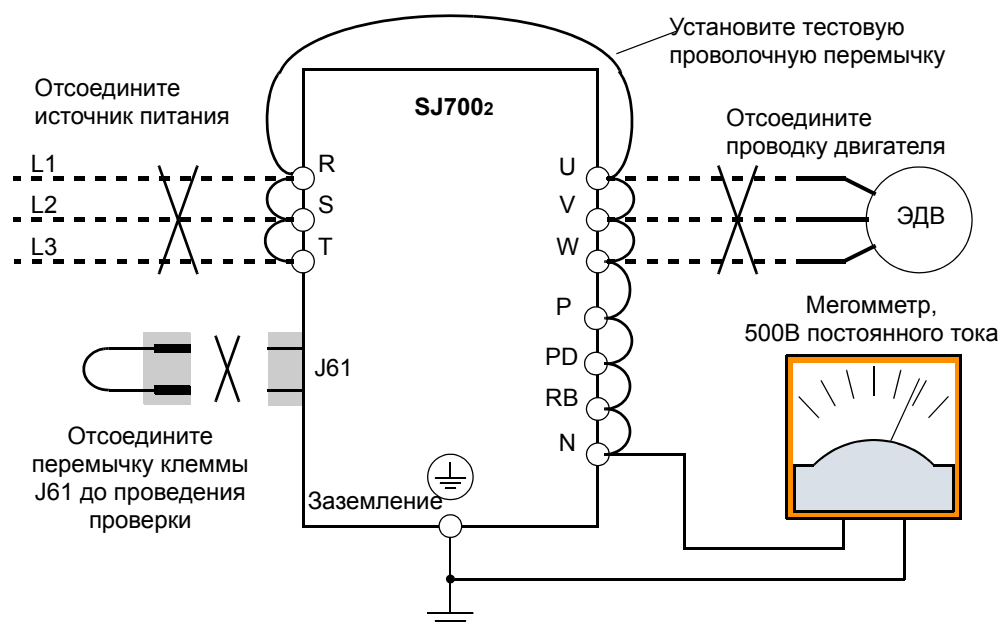 Установите тестовую
проволочную перемычку
Отсоедините
источник питания
SJ7002
Отсоедините
проводку двигателя
L1
L2
L3
R
S
T
U
V
W
ЭДВ
P
PD
RB
N
J61
Мегомметр,
500В постоянного тока
Отсоедините
перемычку клеммы
J61 до проведения
проверки
Заземление